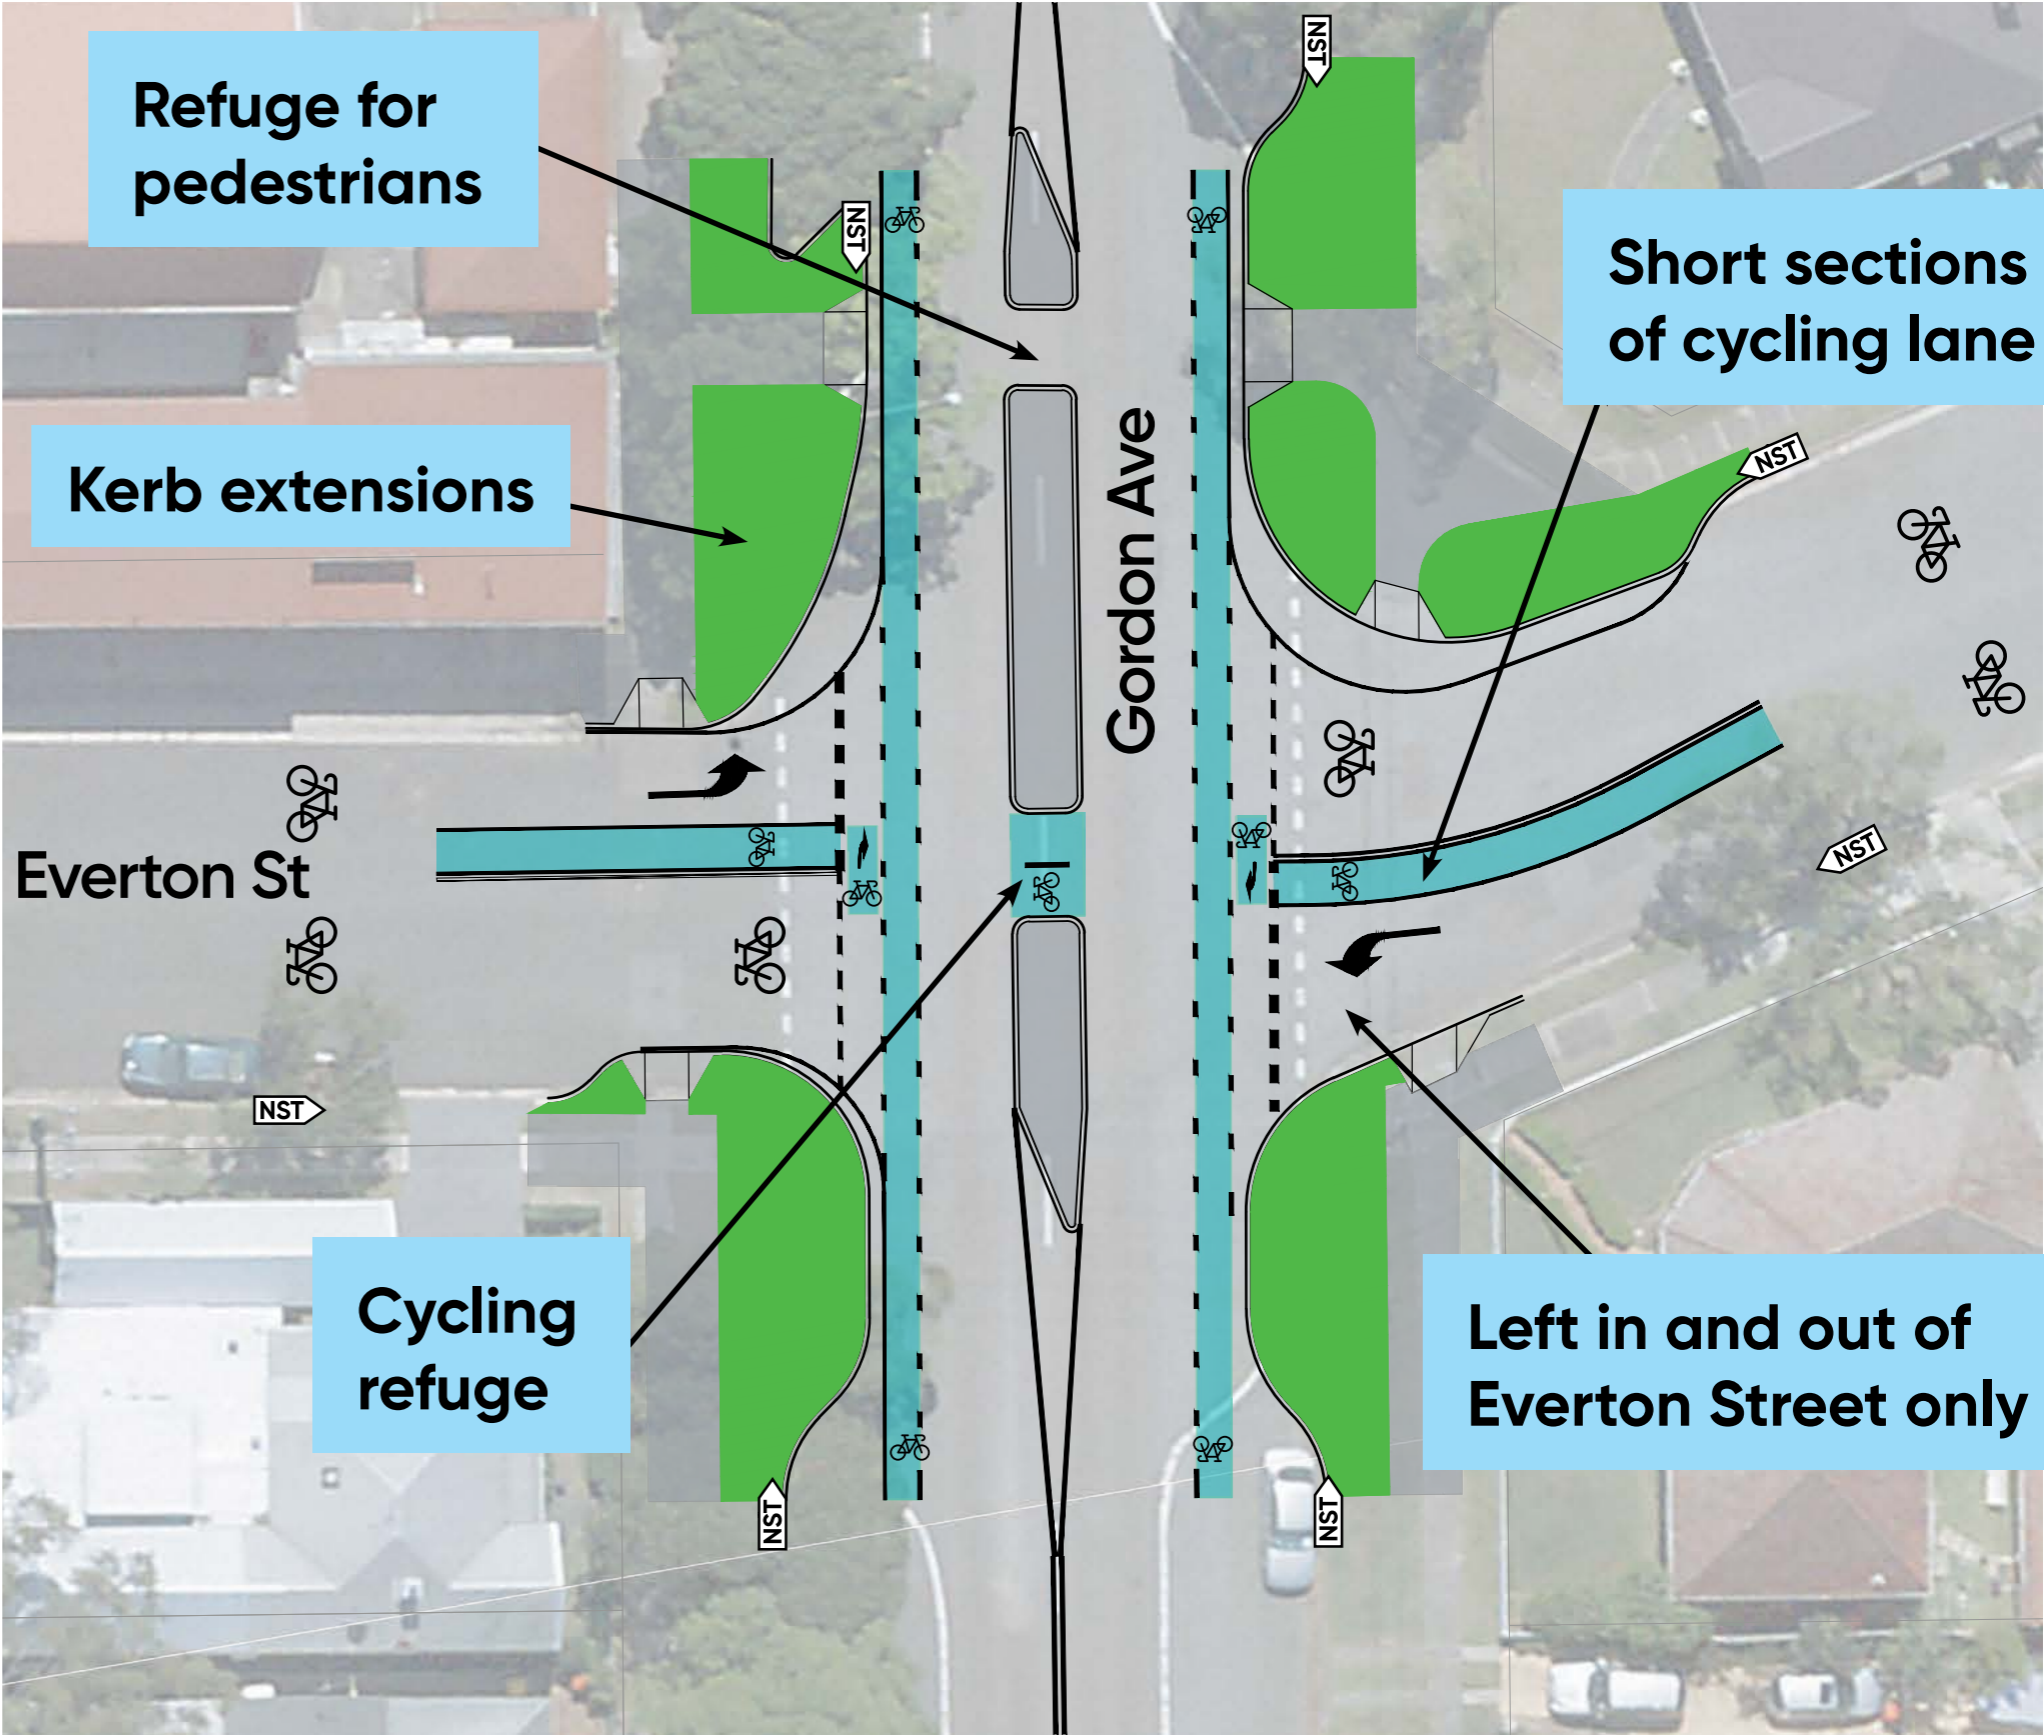 NST
Refuge for
pedestrians
NST
Short sections
of cycling lane
Kerb extensions
Gordon Ave
NST
Everton St
NST
NST
Cycling
refuge
Left in and out of
Everton Street only
NST
NST